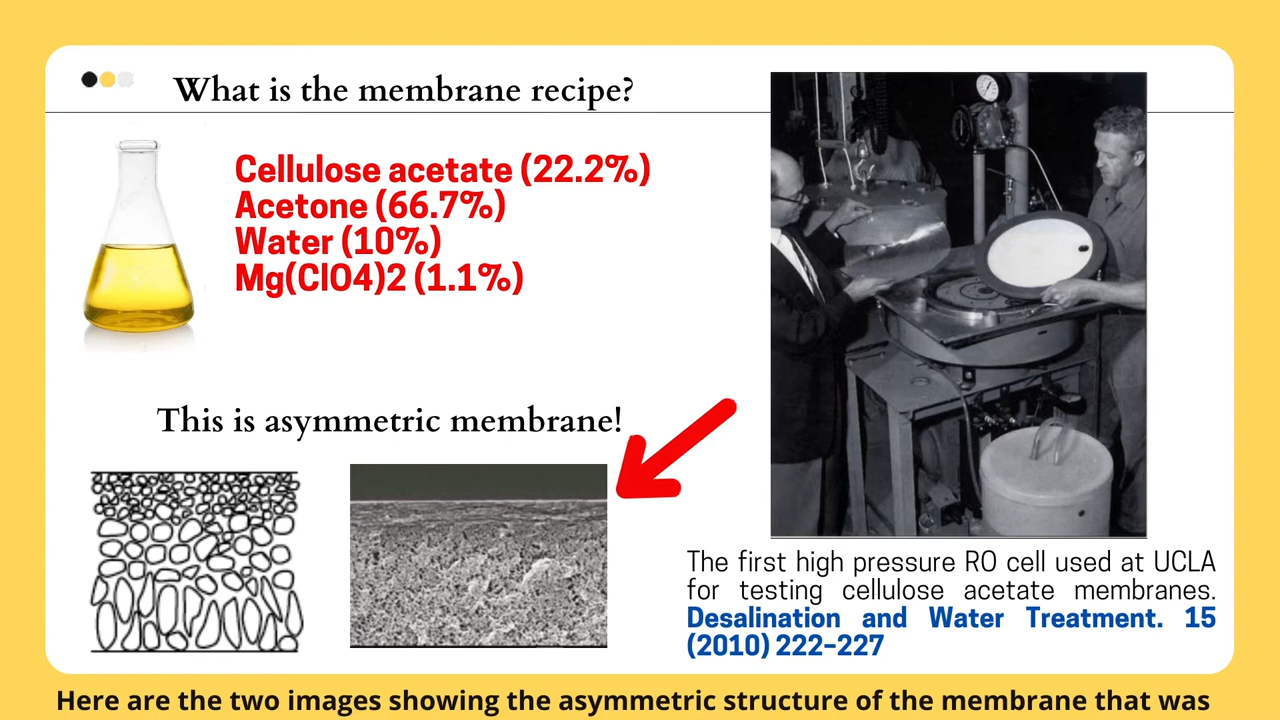 What is the membrane recipe?
Cellulose acetate (22.2%)
Acetone (66.7%)
Water (10%)
Mg(ClO4)2 (1.1%)
This is asymmetric membrane!
The first high pressure RO cell used at UCLA
for testing cellulose acetate membranes.
Desalination and Water Treatment. 15
(2010) 222–227
Here are the two images showing the asymmetric structure of the membrane that was